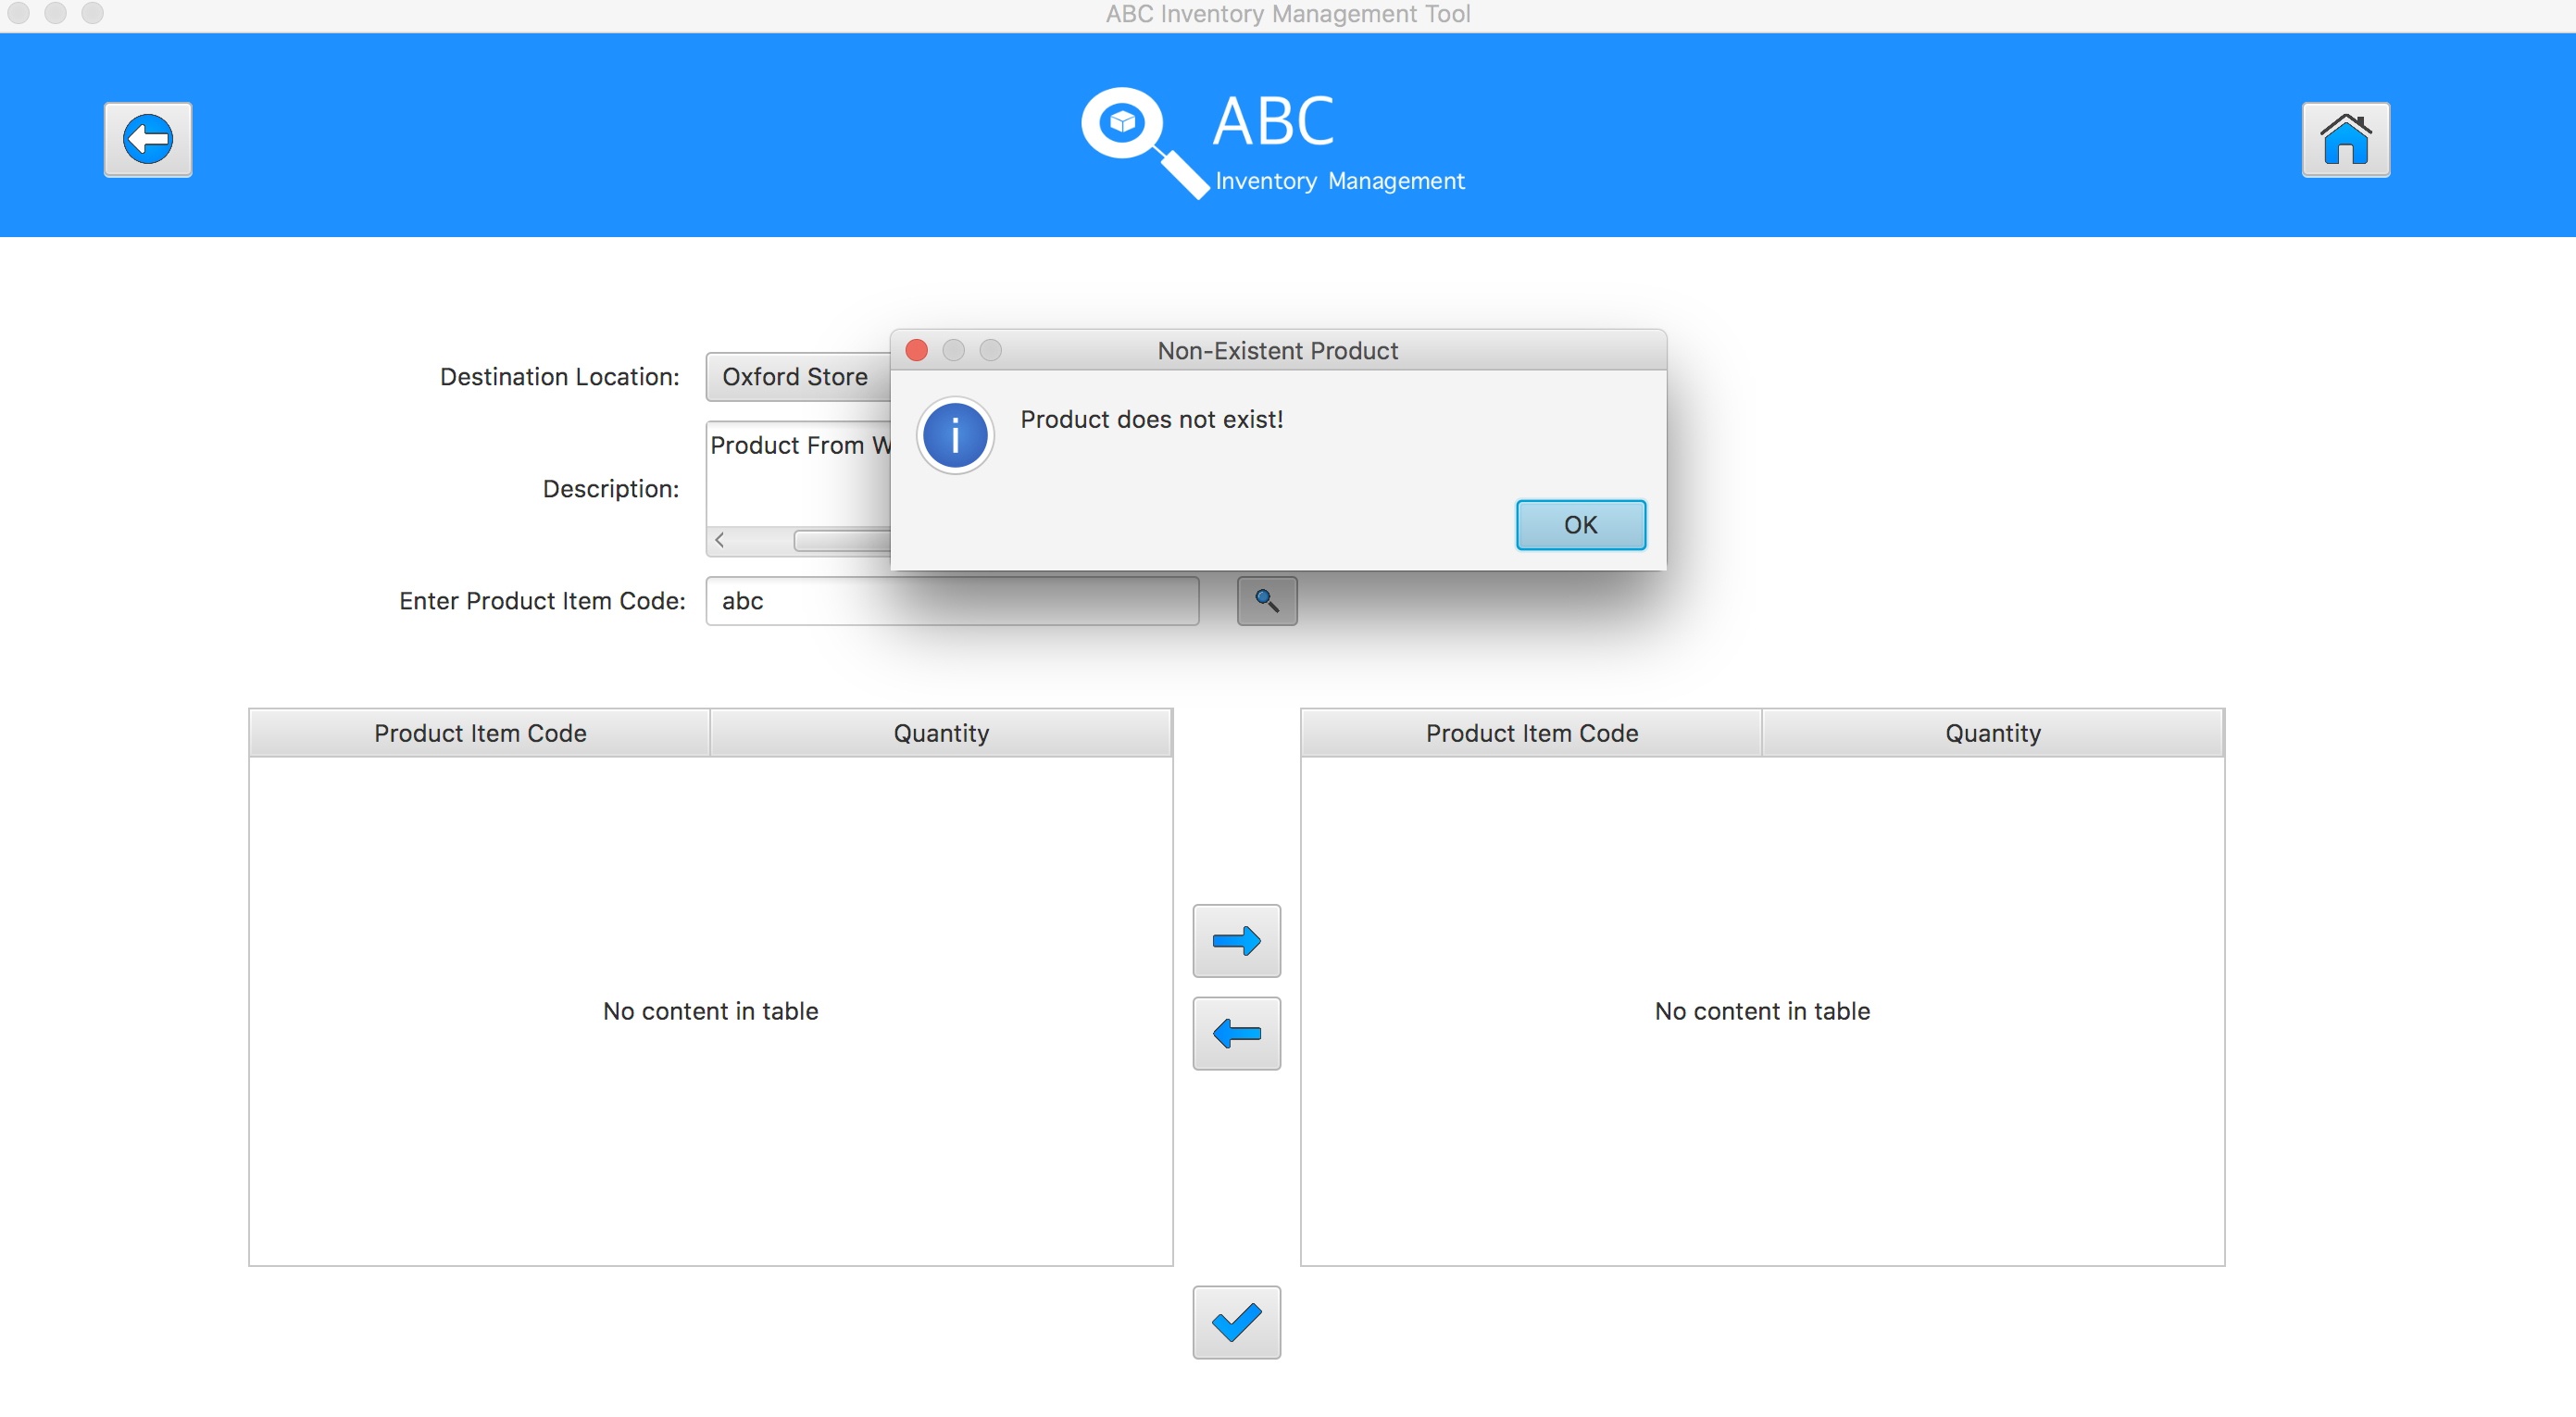 ABC Inventory Management Tool
ABC
Inventory Management
Non-Existent Product
Product does not exist!
OK
Destination Location: Oxford Store
Description: Product From
Enter Product Item Code: abc
Product Item Code Quantity
No content in table
Product Item Code Quantity
No content in table